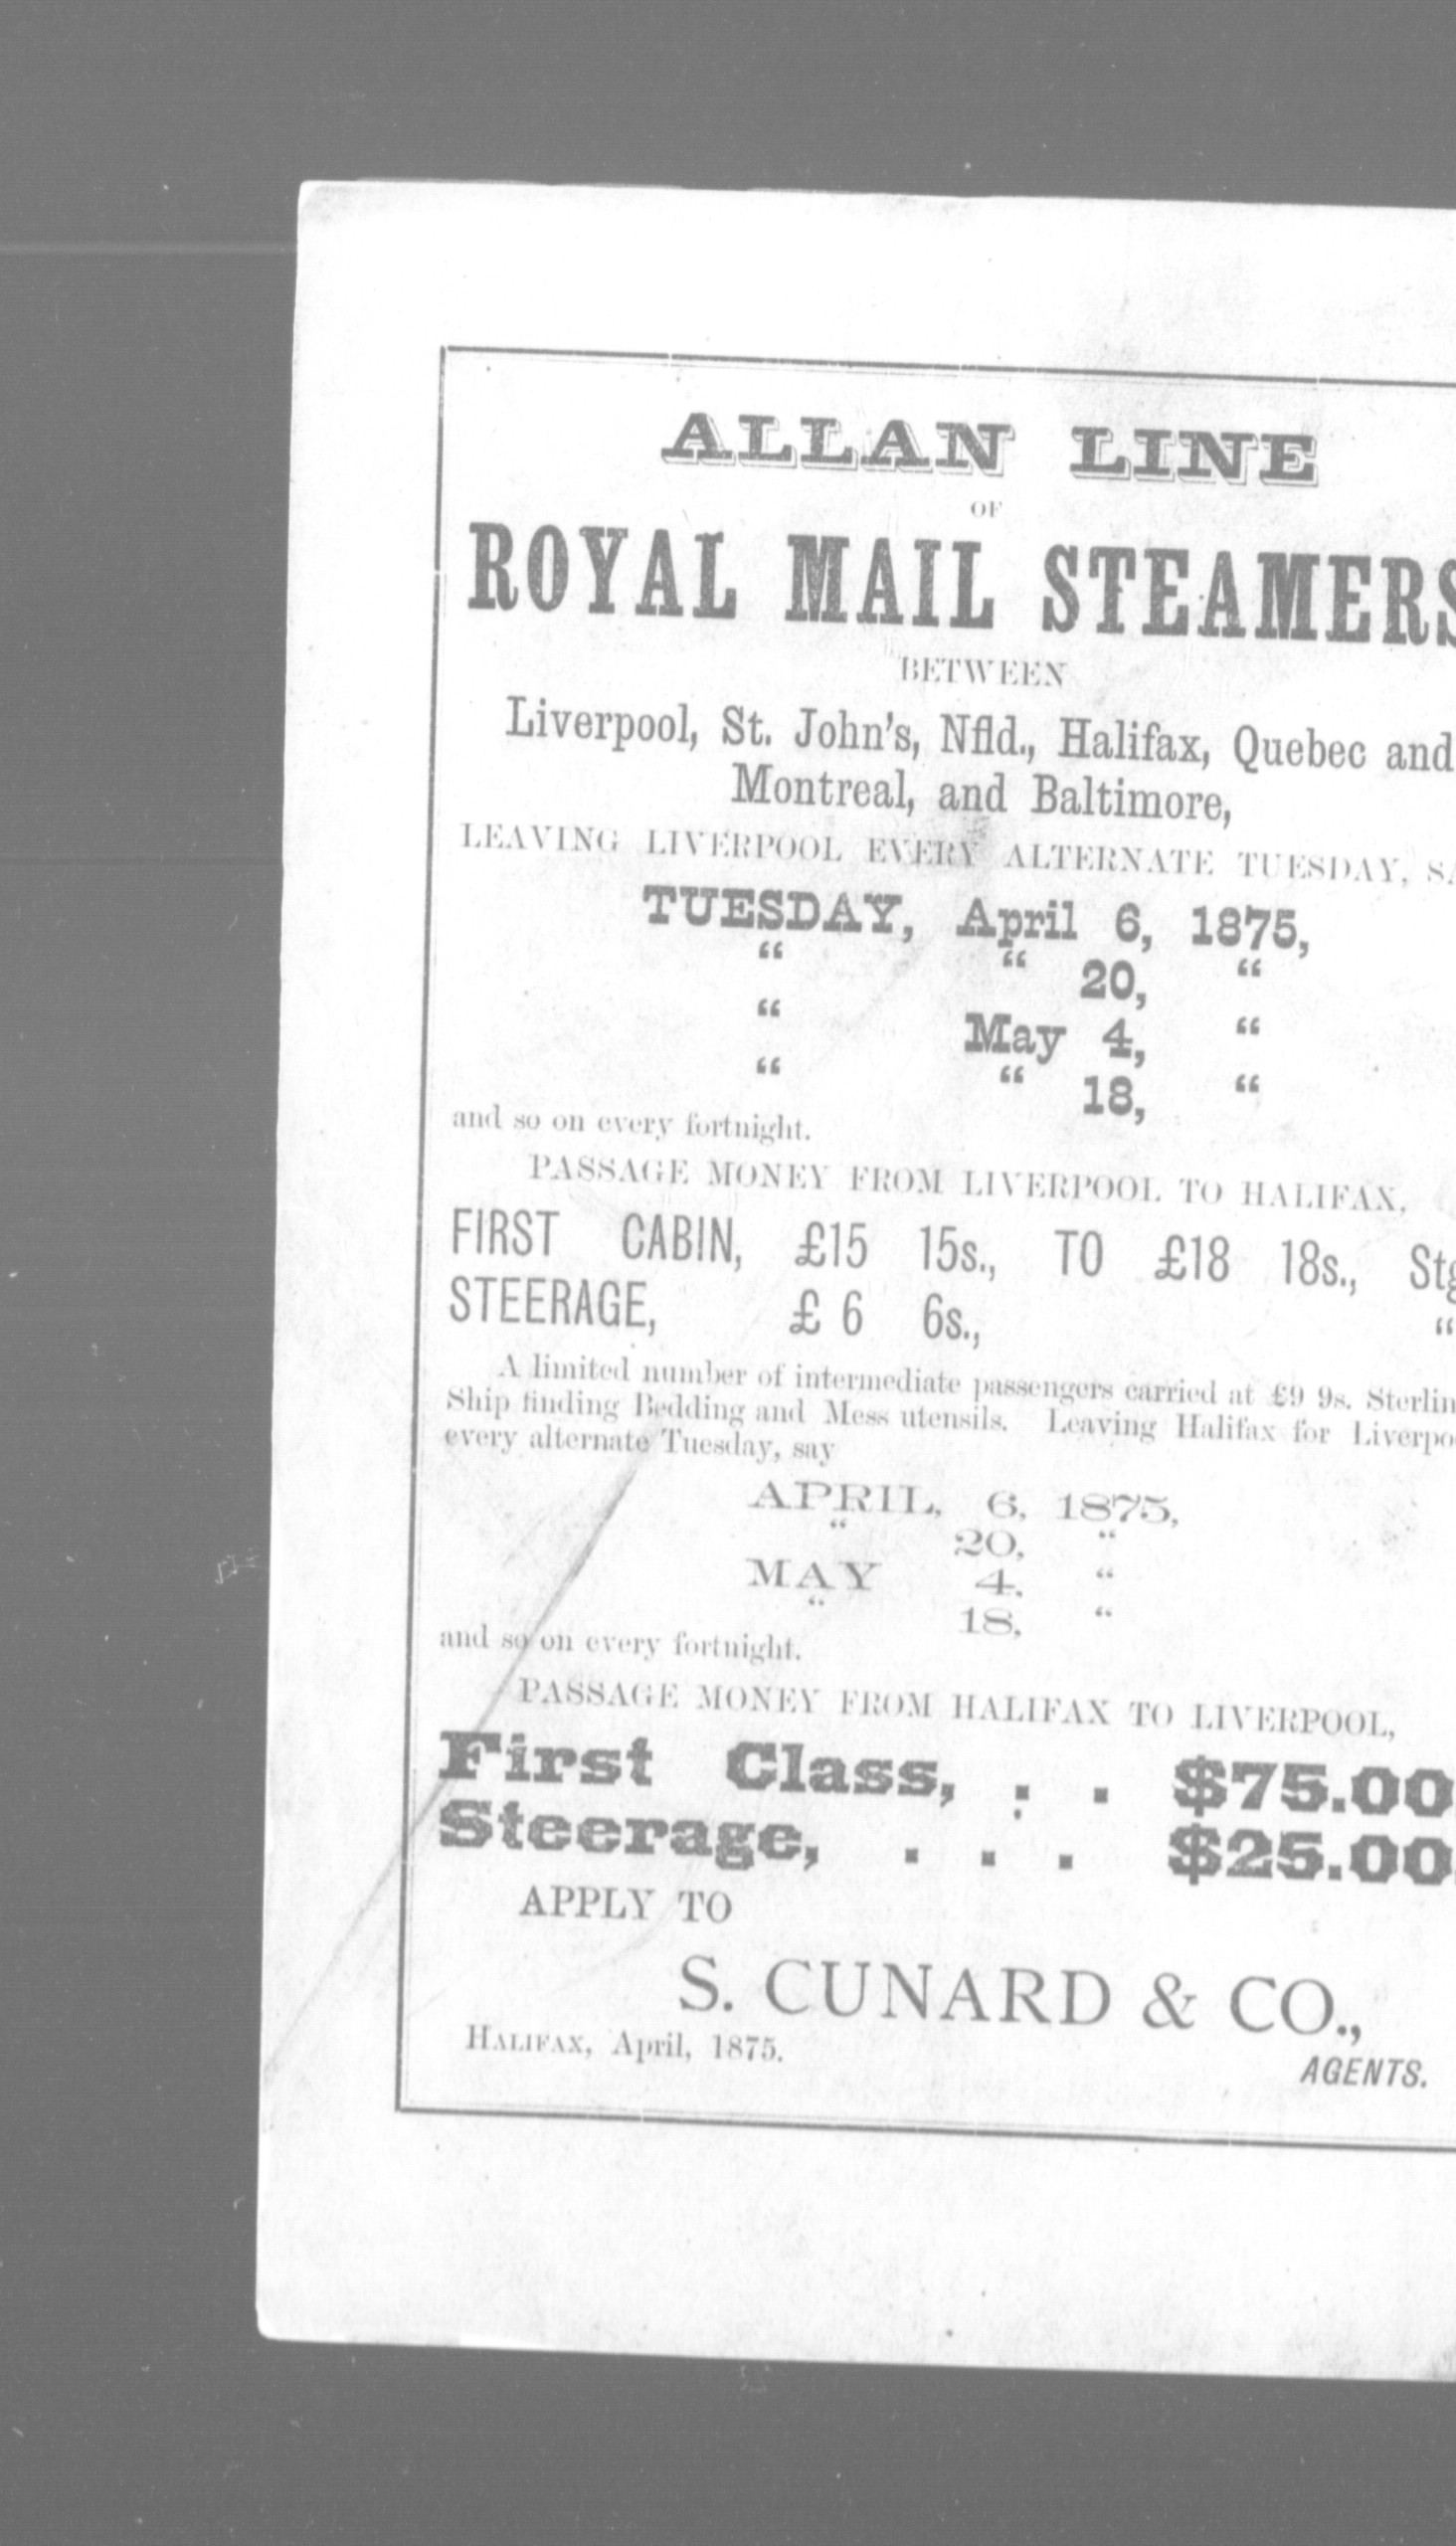 ALLAN LINE
OF
ROYAL MAIL STEAMERS
BETWEEN
Liverpool, St. John's, Nfld., Halifax, Quebec and
Montreal, and Baltimore,
LEAVING LIVERPOOL EVERY ALTERNATE TUESDAY, SA
TUESDAY, April 6, 1875,
“ “ 20, “
“ May 4, “
“ “ 18, “
and so on every fortnight.
PASSAGE MONEY FROM LIVERPOOL TO HALIFAX,
FIRST CABIN, £15 15s., TO £18 18s., Stg
STEERAGE, £ 6 6s., “
A limited number of intermediate passengers carried at £9 9s. Sterlin
Ship finding Bedding and Mess utensils. Leaving Halifax for Liverpo
every alternate Tuesday, say
APRIL, 6, 1875,
“ 20, “
MAY 4, “
“ 18, “
and so on every fortnight.
PASSAGE MONEY FROM HALIFAX TO LIVERPOOL,
First Class, . . $75.00
Steerage, . . . $25.00.
APPLY TO
S. CUNARD & CO.,
HALIFAX, April, 1875.
AGENTS.